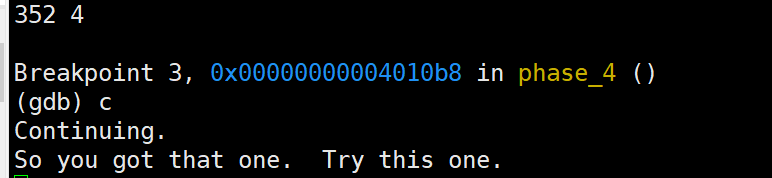 352 4
Breakpoint 3, 0x00000000004010b8 in phase_4 ()
(gdb) c
Continuing.
So you got that one.  Try this one.